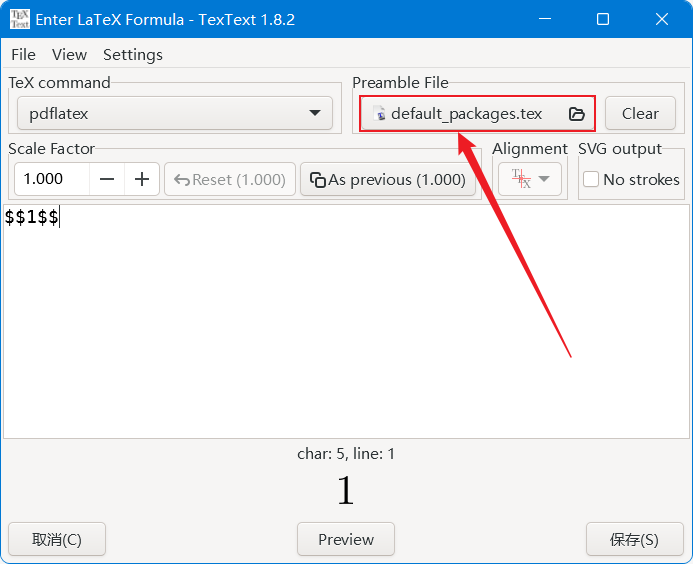 Enter LaTeX Formula - TexText 1.8.2
File View Settings
TeX command
Preamble File
pdflatex
default_packages.tex
Clear
Scale Factor
Alignment
SVG output
1.000
Reset (1.000)
As previous (1.000)
No strokes
$$1$$
char: 5, line: 1
1
取消(C)
Preview
保存(S)